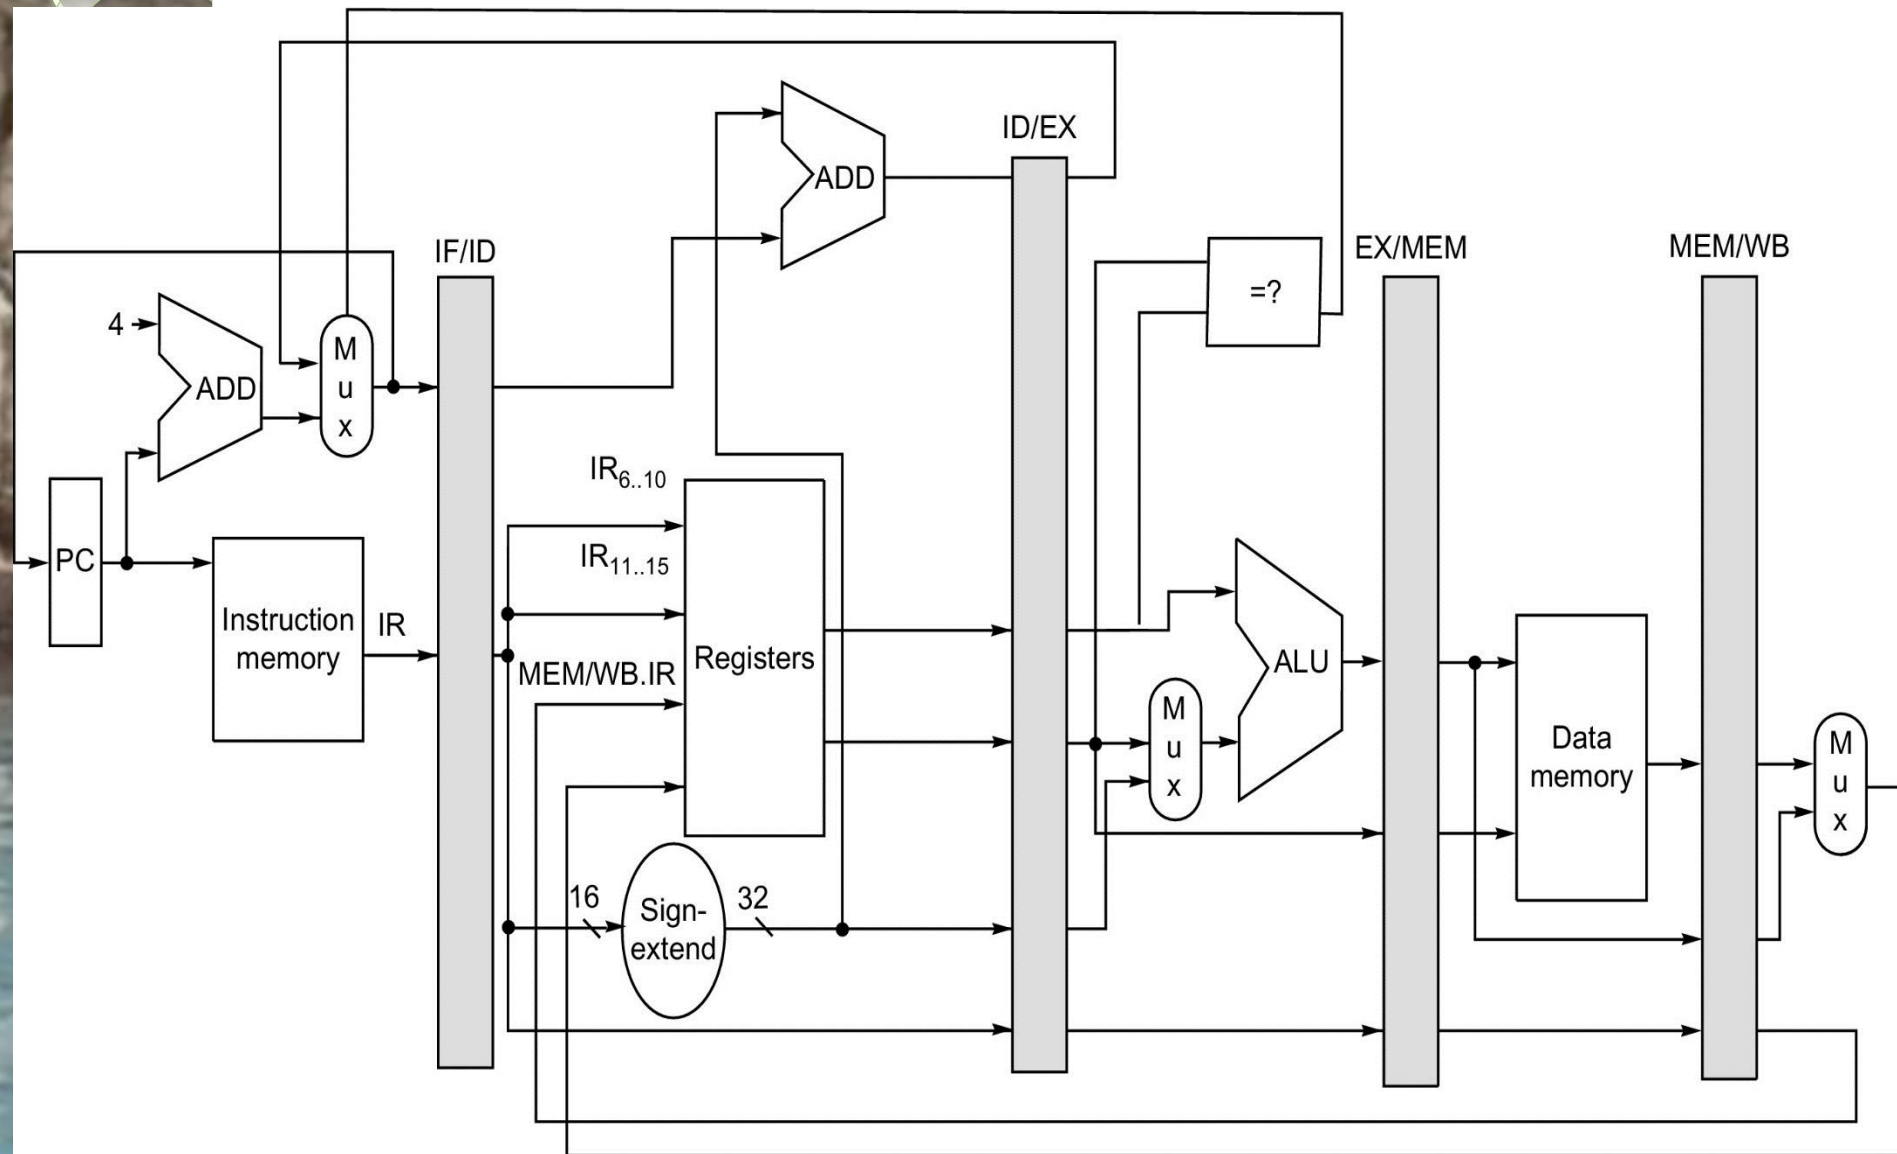 ID/EX
ADD
IF/ID
EX/MEM
MEM/WB
=?
4
ADD
M
u
x
IR6..10
IR11..15
PC
Instruction
memory
IR
MEM/WB.IR
Registers
ALU
M
u
x
Data
memory
M
u
x
16
Sign-
extend
32